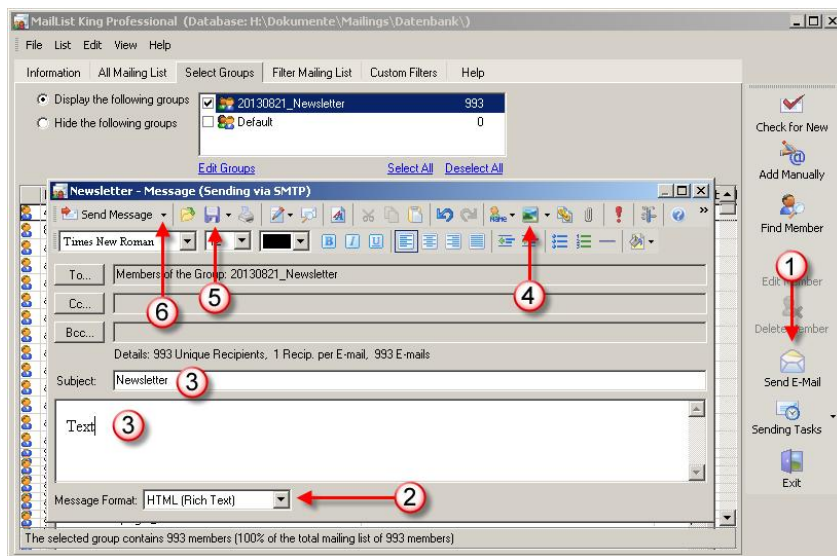 MailList King Professional (Database: H:\Dokumente\Mailings\Datenbank\)
File List Edit View Help
Information All Mailing List Select Groups Filter Mailing List Custom Filters Help
Display the following groups
Hide the following groups
20130821_Newsletter 993
Default 0
Edit Groups Select All Deselect All
Newsletter - Message (Sending via SMTP)
Send Message
Times New Roman
To... Members of the Group: 20130821_Newsletter
Cc...
Bcc...
6
5
4
Details: 993 Unique Recipients, 1 Recip. per E-mail, 993 E-mails
Subject: Newsletter 3
Text 3
Message Format: HTML (Rich Text) 2
The selected group contains 993 members (100% of the total mailing list of 993 members)
Check for New
Add Manually
Find Member
1
Edit Member
Delete Member
Send E-Mail
Sending Tasks
Exit